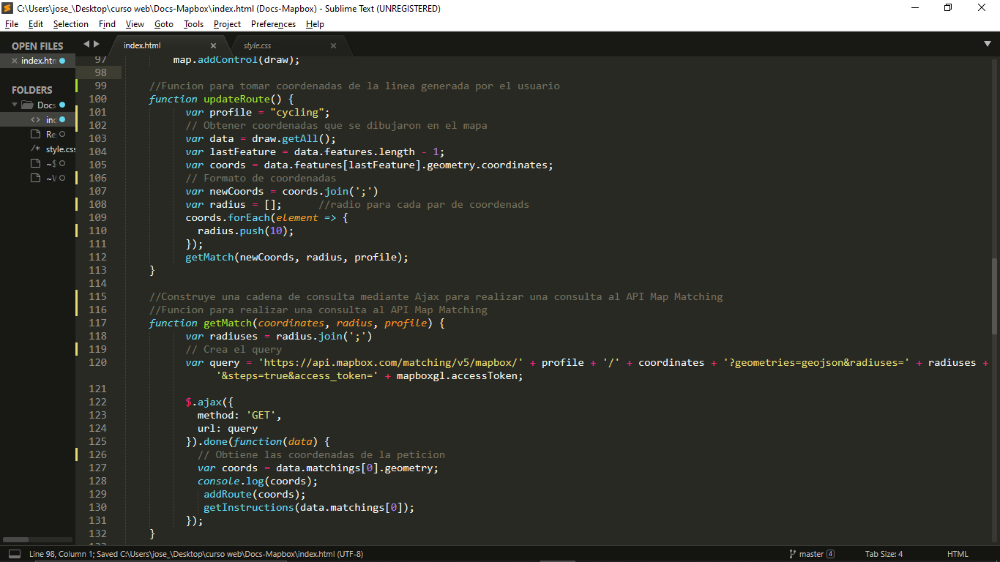 C:\Users\jose_\Desktop\curso web\Docs-Mapbox\index.html (Docs-Mapbox) - Sublime Text (UNREGISTERED)
File Edit Selection Find View Goto Tools Project Preferences Help
OPEN FILES
index.htm
FOLDERS
Docs
inc
Re
style.css
~$
~V
index.html style.css
97 map.addControl(draw);
98
99 //Funcion para tomar coordenadas de la linea generada por el usuario
100 function updateRoute() {
101 var profile = "cycling";
102 // Obtener coordenadas que se dibujaron en el mapa
103 var data = draw.getAll();
104 var lastFeature = data.features.length - 1;
105 var coords = data.features[lastFeature].geometry.coordinates;
106 // Formato de coordenadas
107 var newCoords = coords.join(';')
108 var radius = []; //radio para cada par de coordenads
109 coords.forEach(element => {
110 radius.push(10);
111 });
112 getMatch(newCoords, radius, profile);
113 }
114
115 //Construye una cadena de consulta mediante Ajax para realizar una consulta al API Map Matching
116 //Funcion para realizar una consulta al API Map Matching
117 function getMatch(coordinates, radius, profile) {
118 var radiuses = radius.join(';')
119 // Crea el query
120 var query = 'https://api.mapbox.com/matching/v5/mapbox/' + profile + '/' + coordinates + '?geometries=geojson&radiuses=' + radiuses +
'&steps=true&access_token=' + mapboxgl.accessToken;
121
122 $.ajax({
123 method: 'GET',
124 url: query
125 }).done(function(data) {
126 // Obtiene las coordenadas de la peticion
127 var coords = data.matchings[0].geometry;
128 console.log(coords);
129 addRoute(coords);
130 getInstructions(data.matchings[0]);
131 });
132 }
Line 98, Column 1; Saved C:\Users\jose_\Desktop\curso web\Docs-Mapbox\index.html (UTF-8) master 4 Tab Size: 4 HTML